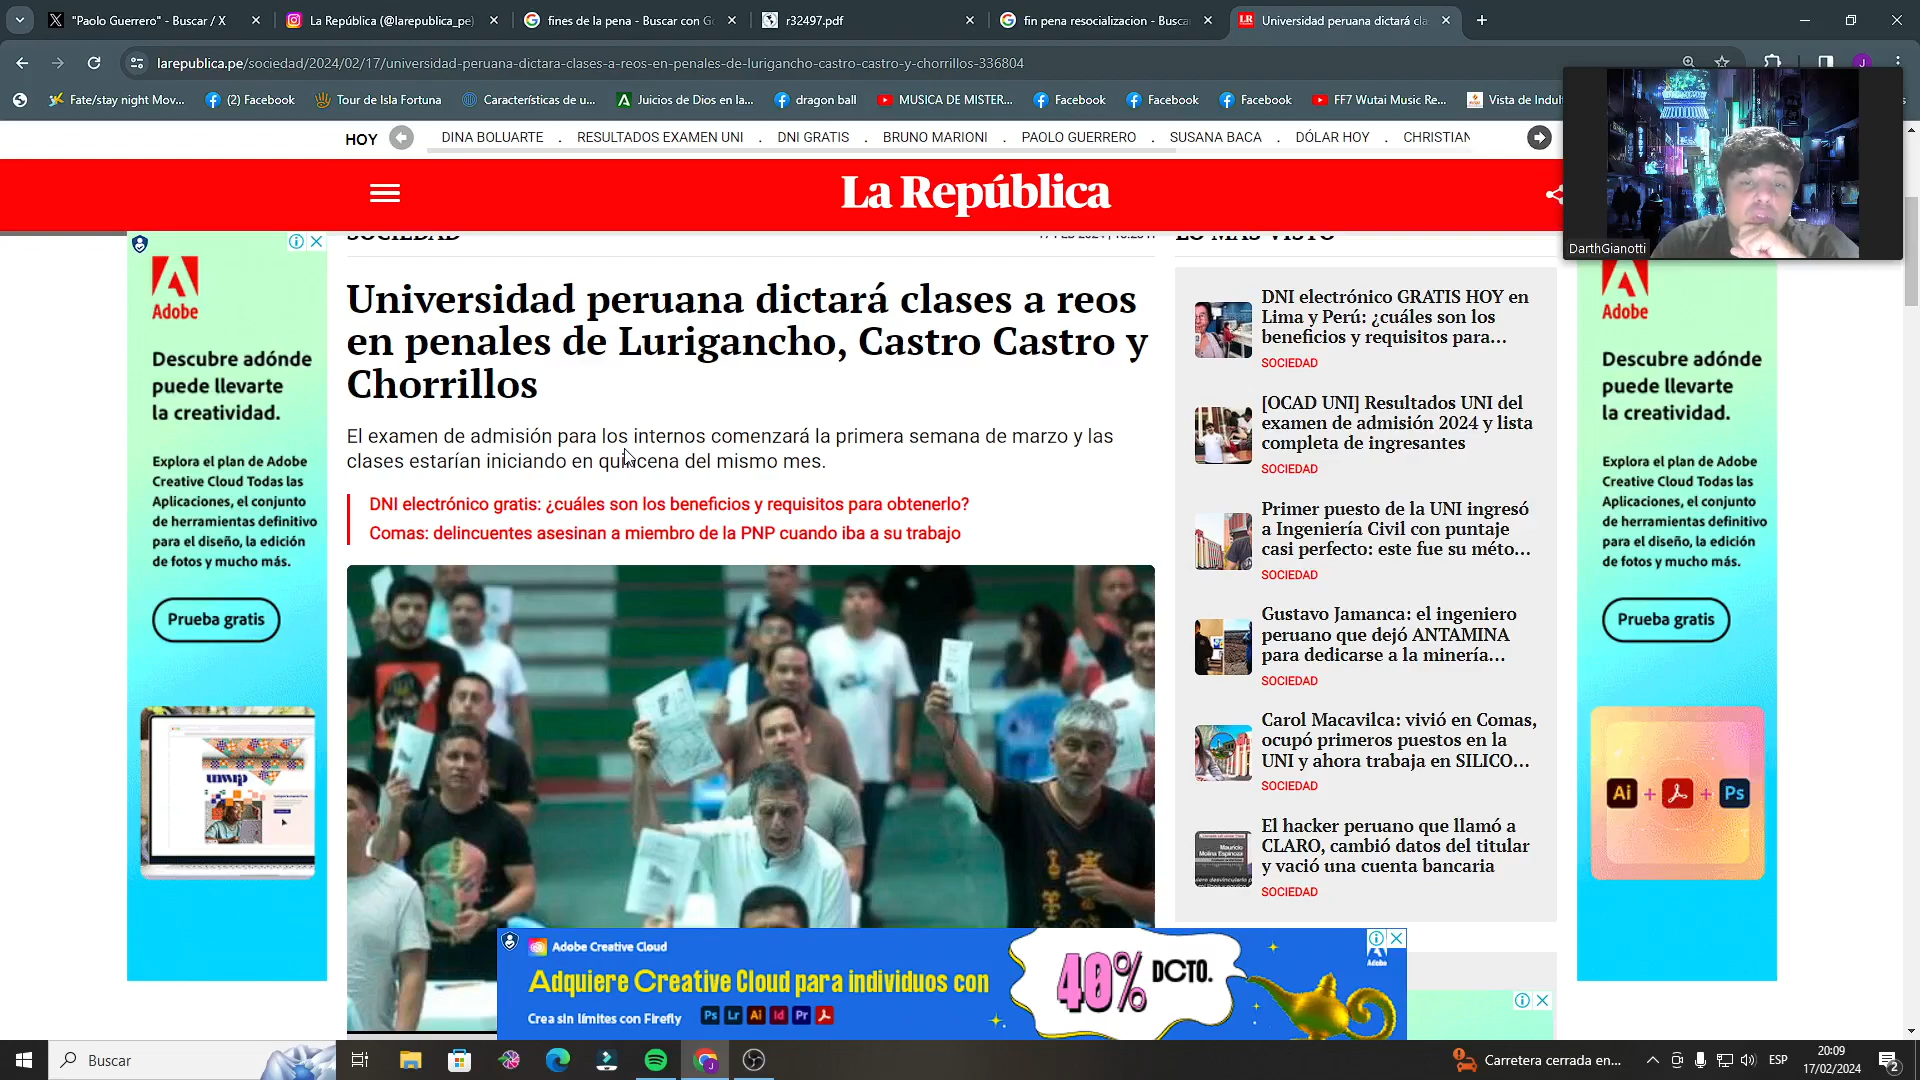 "Paolo Guerrero" - Buscar / X
La República (@larepublica_pe)
fines de la pena - Buscar con G
r32497.pdf
fin pena resocializacion - Busca
Universidad peruana dictará cla
larepublica.pe/sociedad/2024/02/17/universidad-peruana-dictara-clases-a-reos-en-penales-de-lurigancho-castro-castro-y-chorrillos-336804
Fate/stay night Mov...
(2) Facebook
Tour de Isla Fortuna
Características de u...
Juicios de Dios en la...
dragon ball
MUSICA DE MISTER...
Facebook
Facebook
Facebook
FF7 Wutai Music Re...
Vista de Indul
HOY
DINA BOLUARTE . RESULTADOS EXAMEN UNI . DNI GRATIS . BRUNO MARIONI . PAOLO GUERRERO . SUSANA BACA . DÓLAR HOY . CHRISTIAN
La República
DarthGianotti
SOCIEDAD
LO MÁS VISTO
Universidad peruana dictará clases a reos
en penales de Lurigancho, Castro Castro y
Chorrillos
El examen de admisión para los internos comenzará la primera semana de marzo y las
clases estarían iniciando en quincena del mismo mes.
DNI electrónico gratis: ¿cuáles son los beneficios y requisitos para obtenerlo?
Comas: delincuentes asesinan a miembro de la PNP cuando iba a su trabajo
DNI electrónico GRATIS HOY en
Lima y Perú: ¿cuáles son los
beneficios y requisitos para...
SOCIEDAD
[OCAD UNI] Resultados UNI del
examen de admisión 2024 y lista
completa de ingresantes
SOCIEDAD
Primer puesto de la UNI ingresó
a Ingeniería Civil con puntaje
casi perfecto: este fue su méto...
SOCIEDAD
Gustavo Jamanca: el ingeniero
peruano que dejó ANTAMINA
para dedicarse a la minería...
SOCIEDAD
Carol Macavilca: vivió en Comas,
ocupó primeros puestos en la
UNI y ahora trabaja en SILICO...
SOCIEDAD
El hacker peruano que llamó a
CLARO, cambió datos del titular
y vació una cuenta bancaria
SOCIEDAD
Adobe
Descubre adónde
puede llevarte
la creatividad.
Explora el plan de Adobe
Creative Cloud Todas las
Aplicaciones, el conjunto
de herramientas definitivo
para el diseño, la edición
de fotos y mucho más.
Prueba gratis
Adobe
Descubre adónde
puede llevarte
la creatividad.
Explora el plan de Adobe
Creative Cloud Todas las
Aplicaciones, el conjunto
de herramientas definitivo
para el diseño, la edición
de fotos y mucho más.
Prueba gratis
Ai + + Ps
Adobe Creative Cloud
Adquiere Creative Cloud para individuos con
Crea sin límites con Firefly
Ps Lr Ai Id Pr
40% DCTO.
Adobe
Buscar
Carretera cerrada en...
ESP
20:09
17/02/2024
2